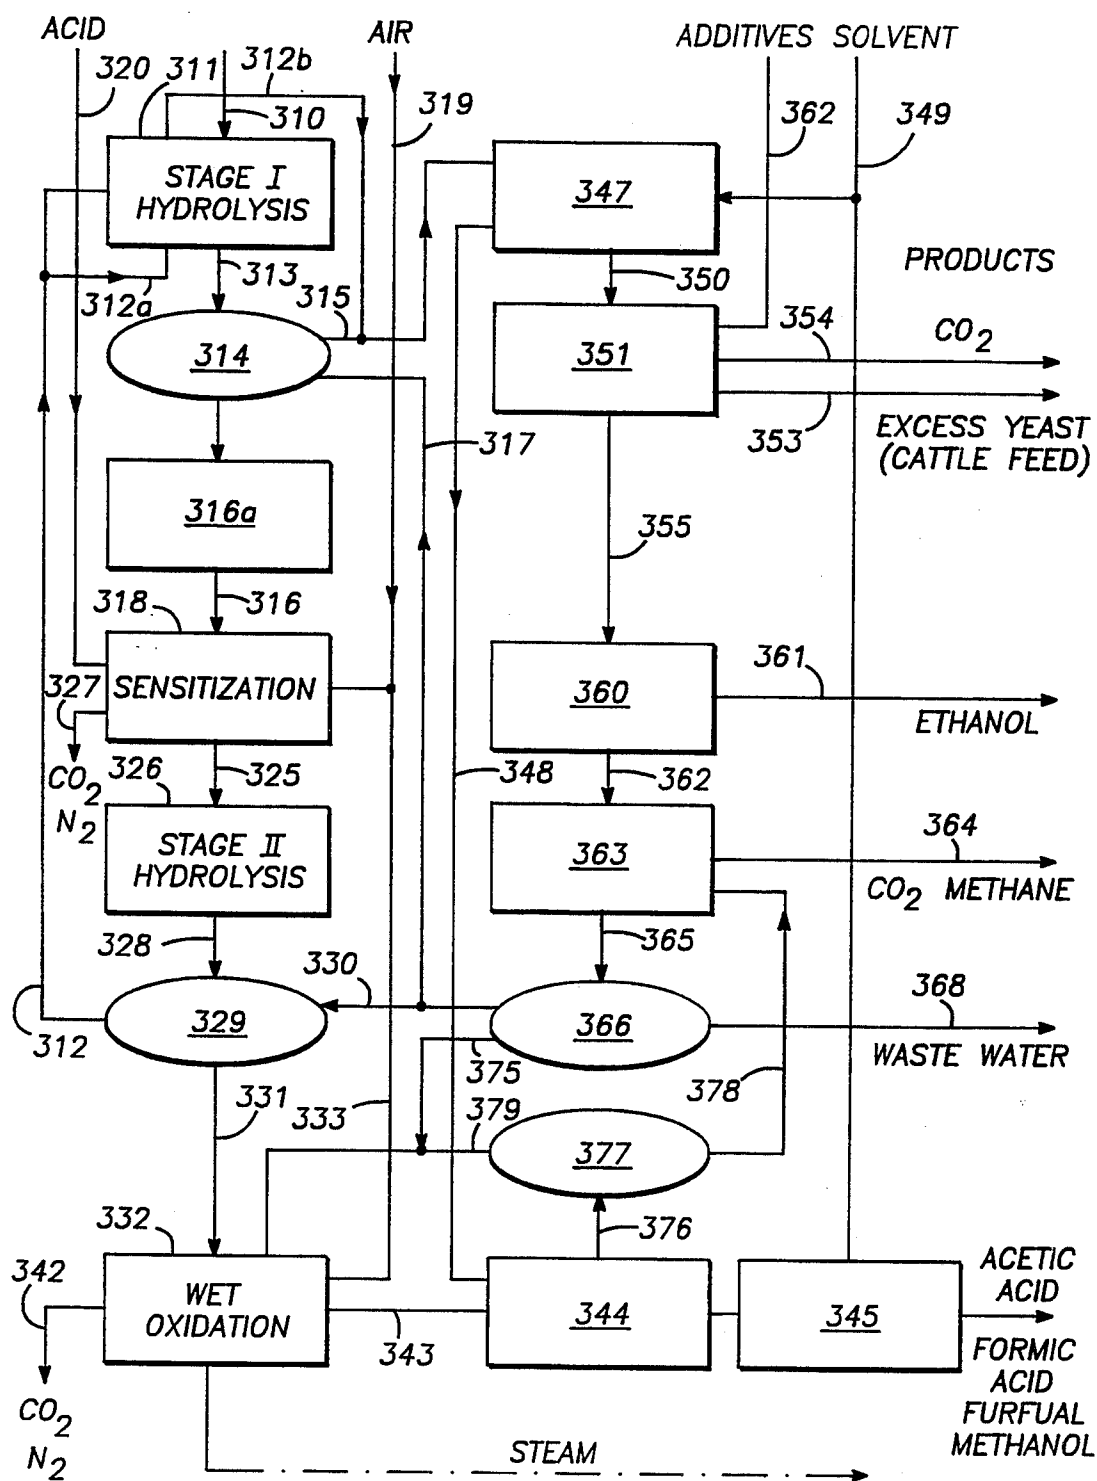 ACID
AIR
ADDITIVES SOLVENT
320
311
312b
310
319
362
349
STAGE I
HYDROLYSIS
347
PRODUCTS
312a
313
315
350
314
351
354
CO2
353
EXCESS YEAST
(CATTLE FEED)
317
316a
355
318
316
327
SENSITIZATION
360
361
ETHANOL
CO2
N2
326
325
348
362
STAGE II
HYDROLYSIS
363
364
CO2 METHANE
328
365
330
329
366
368
WASTE WATER
312
375
378
331
333
379
377
332
376
342
WET
OXIDATION
343
344
345
ACETIC
ACID
FORMIC
ACID
FURFUAL
METHANOL
CO2
N2
STEAM